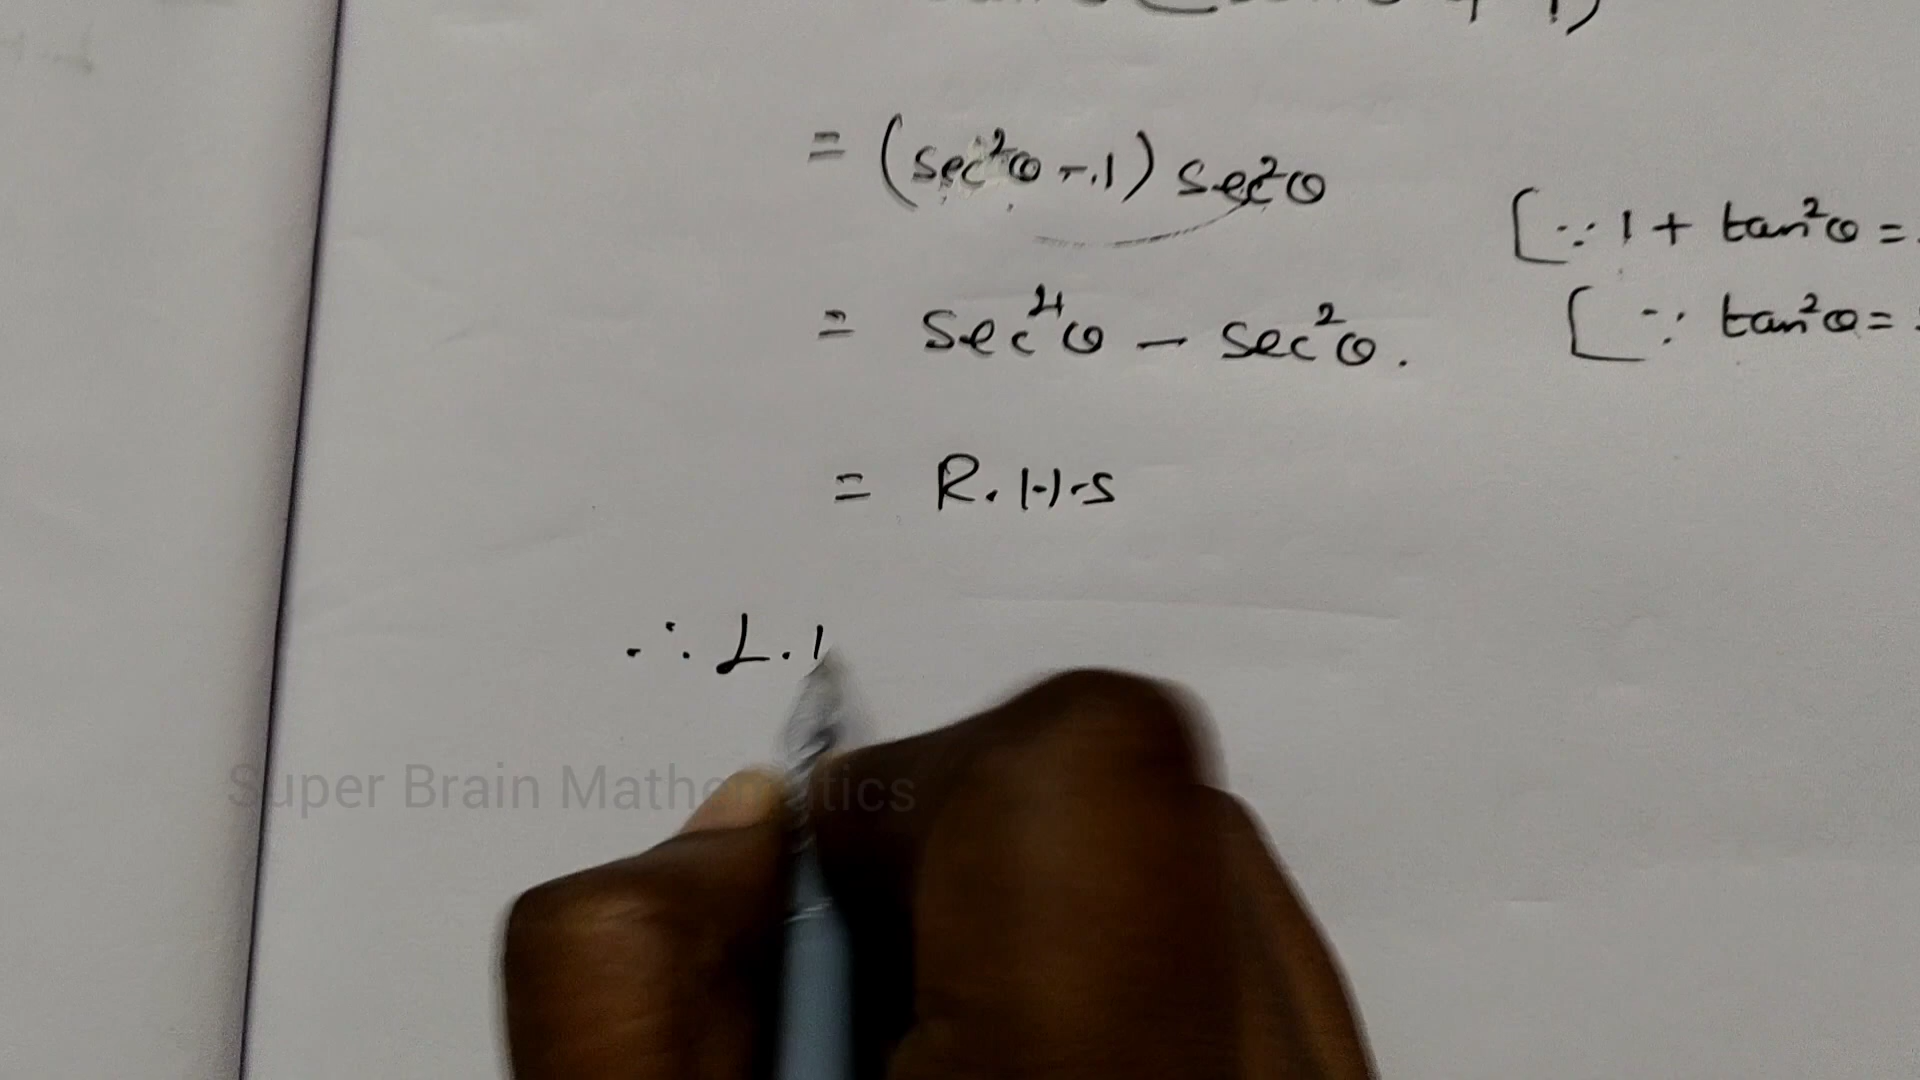 = (sec²θ - 1) sec²θ
[∵ 1 + tan²θ =
= sec⁴θ - sec²θ.
[∵ tan²θ =
= R.H.S
∴ L.
Super Brain Mathematics